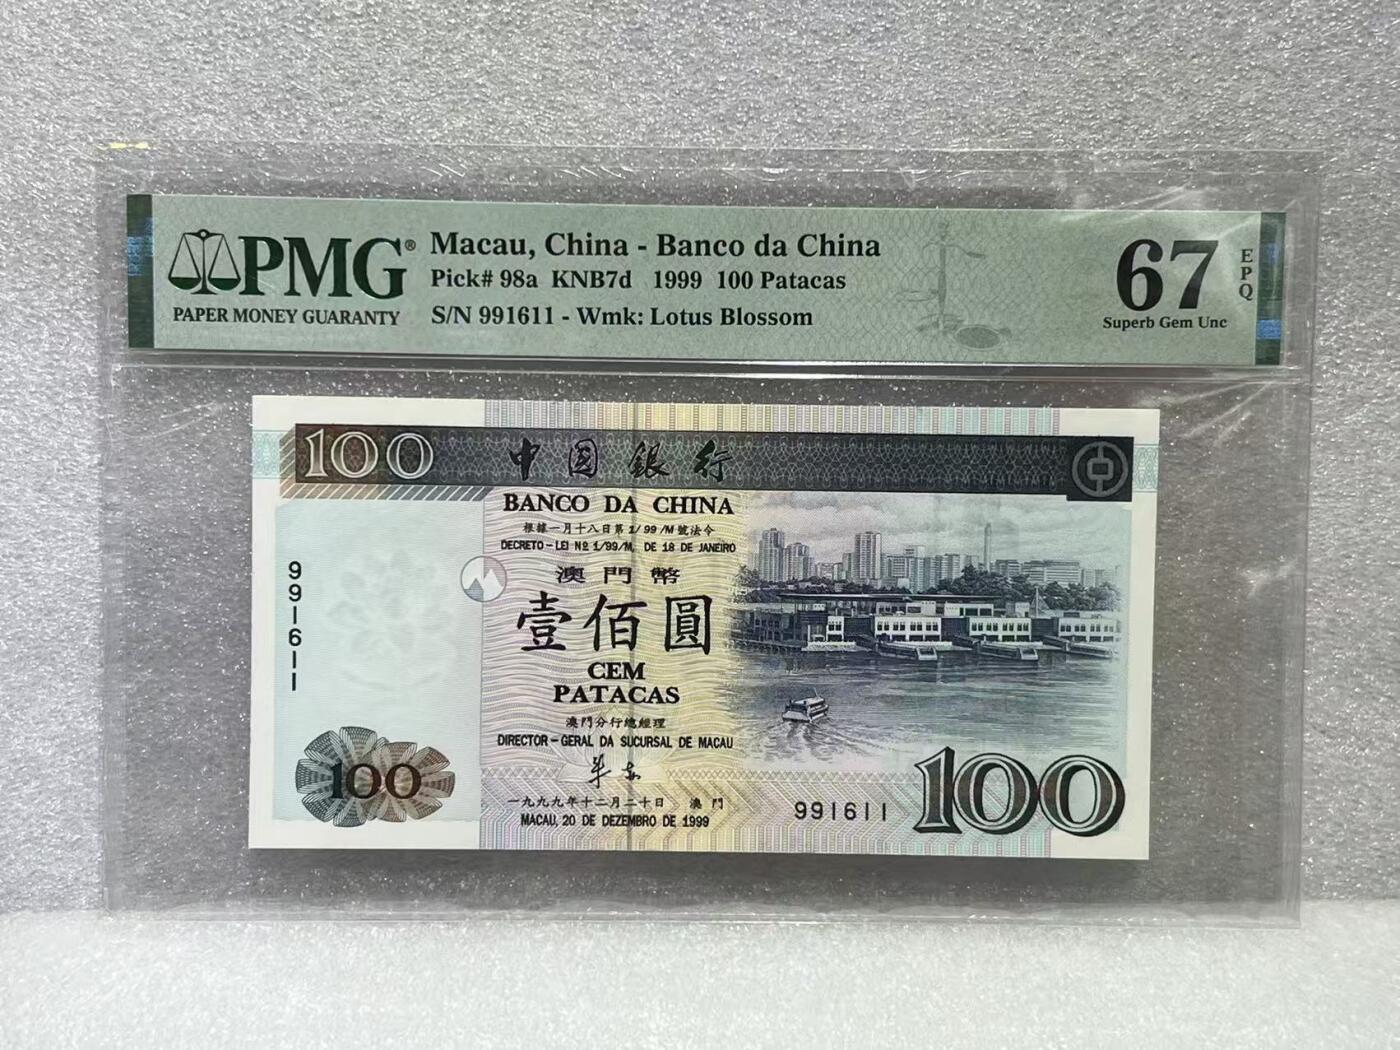 PMG®
PAPER MONEY GUARANTY
Macau, China - Banco da China
Pick# 98a KNB7d 1999 100 Patacas
S/N 991611 - Wmk: Lotus Blossom
67
EPQ
Superb Gem Unc
100
中國銀行
BANCO DA CHINA
根據一月十八日第1/99/M號法令
DECRETO-LEI Nº 1/99/M, DE 18 DE JANEIRO
澳門幣
壹佰圓
CEM
PATACAS
澳門分行總經理
DIRECTOR-GERAL DA SUCURSAL DE MACAU
一九九九年十二月二十日 澳門
MACAU, 20 DE DEZEMBRO DE 1999
991611
100
991611
100